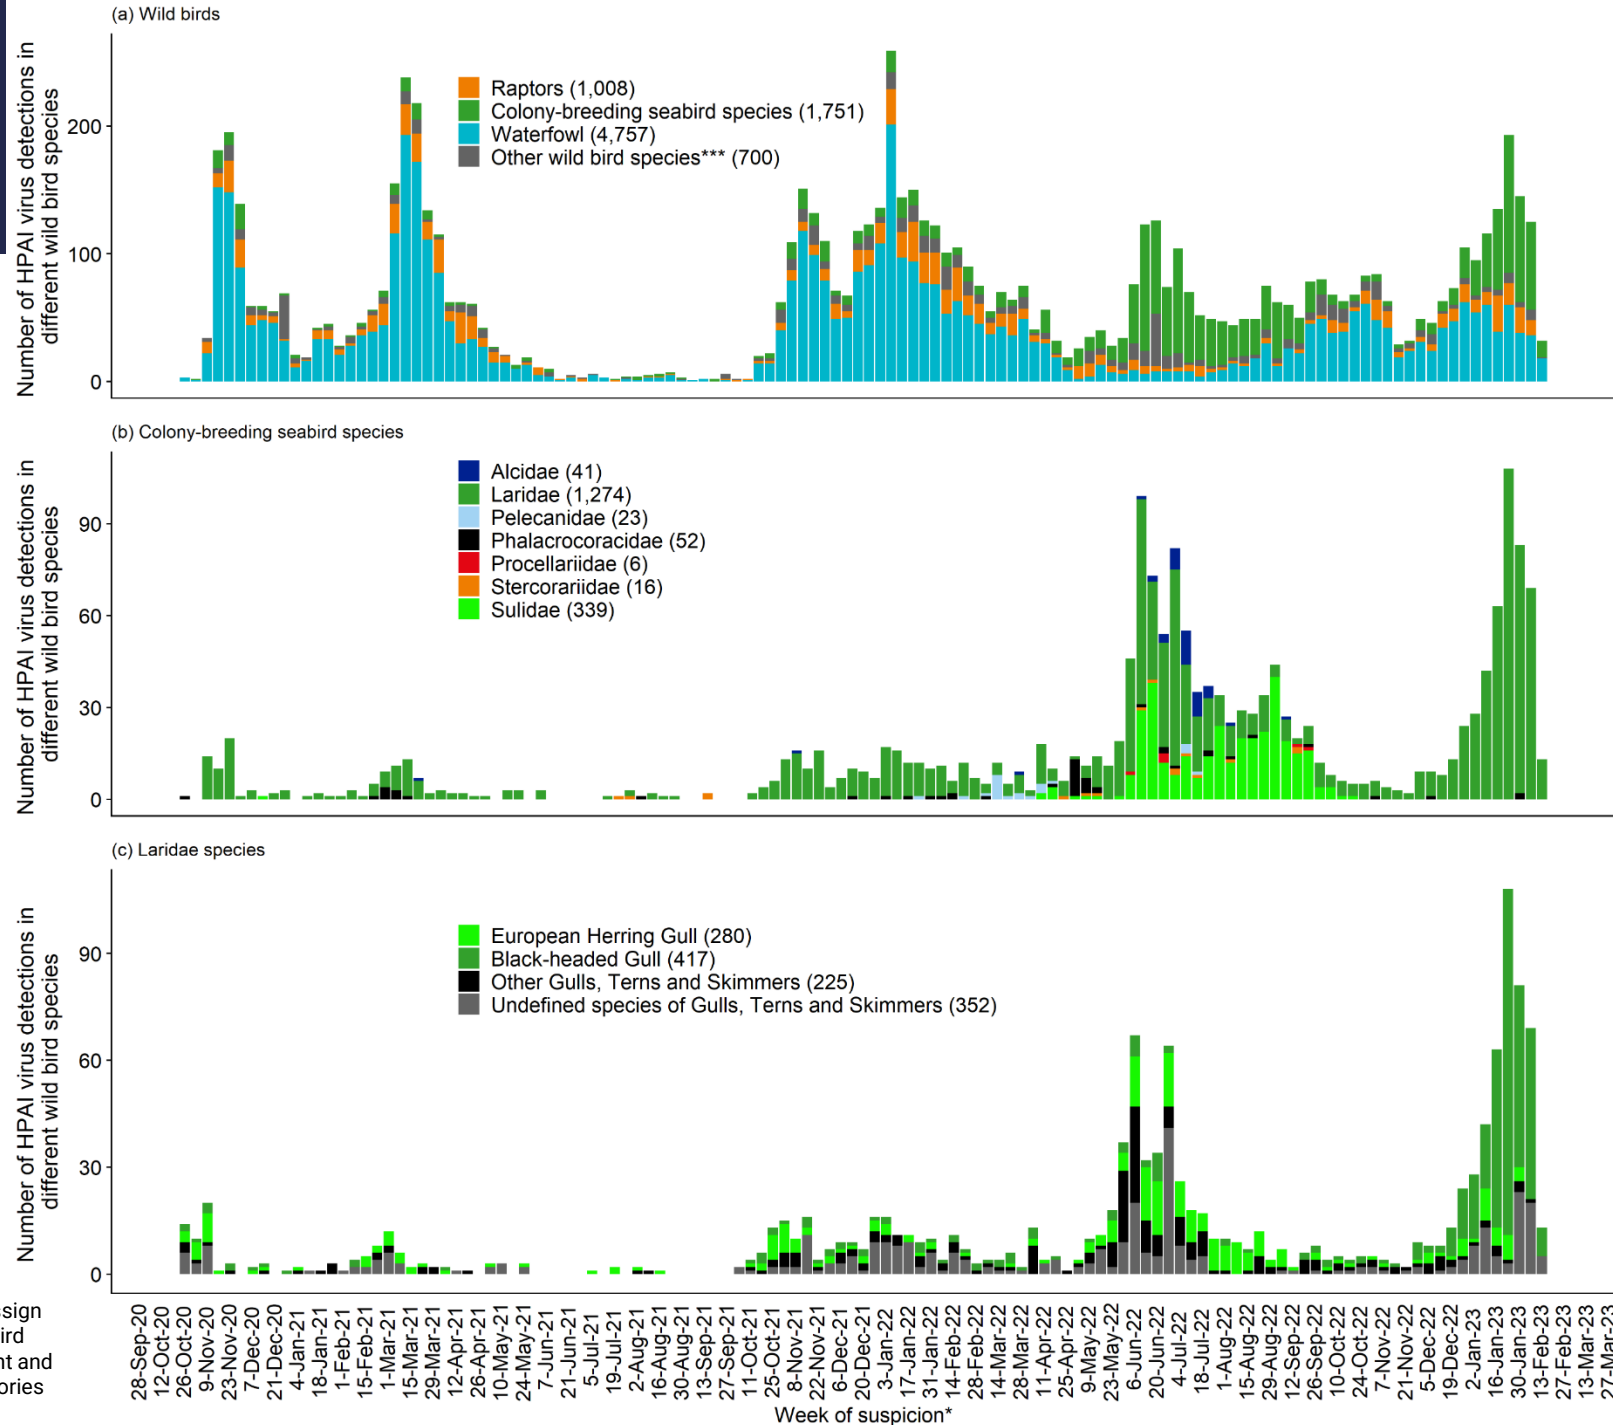 (a) Wild birds
Number of HPAI virus detections in
different wild bird species
200
100
0
Raptors (1,008)
Colony-breeding seabird species (1,751)
Waterfowl (4,757)
Other wild bird species*** (700)
(b) Colony-breeding seabird species
Number of HPAI virus detections in
different wild bird species
90
60
30
0
Alcidae (41)
Laridae (1,274)
Pelecanidae (23)
Phalacrocoracidae (52)
Procellariidae (6)
Stercorariidae (16)
Sulidae (339)
(c) Laridae species
Number of HPAI virus detections in
different wild bird species
90
60
30
0
European Herring Gull (280)
Black-headed Gull (417)
Other Gulls, Terns and Skimmers (225)
Undefined species of Gulls, Terns and Skimmers (352)
28-Sep-20
12-Oct-20
26-Oct-20
9-Nov-20
23-Nov-20
7-Dec-20
21-Dec-20
4-Jan-21
18-Jan-21
1-Feb-21
15-Feb-21
1-Mar-21
15-Mar-21
29-Mar-21
12-Apr-21
26-Apr-21
10-May-21
24-May-21
7-Jun-21
21-Jun-21
5-Jul-21
19-Jul-21
2-Aug-21
16-Aug-21
30-Aug-21
13-Sep-21
27-Sep-21
11-Oct-21
25-Oct-21
8-Nov-21
22-Nov-21
6-Dec-21
20-Dec-21
3-Jan-22
17-Jan-22
31-Jan-22
14-Feb-22
28-Feb-22
14-Mar-22
28-Mar-22
11-Apr-22
25-Apr-22
9-May-22
23-May-22
6-Jun-22
20-Jun-22
4-Jul-22
18-Jul-22
1-Aug-22
15-Aug-22
29-Aug-22
12-Sep-22
26-Sep-22
10-Oct-22
24-Oct-22
7-Nov-22
21-Nov-22
5-Dec-22
19-Dec-22
2-Jan-23
16-Jan-23
30-Jan-23
13-Feb-23
27-Feb-23
13-Mar-23
27-Mar-23
Week of suspicion*
ssign
ird
nt and
ories